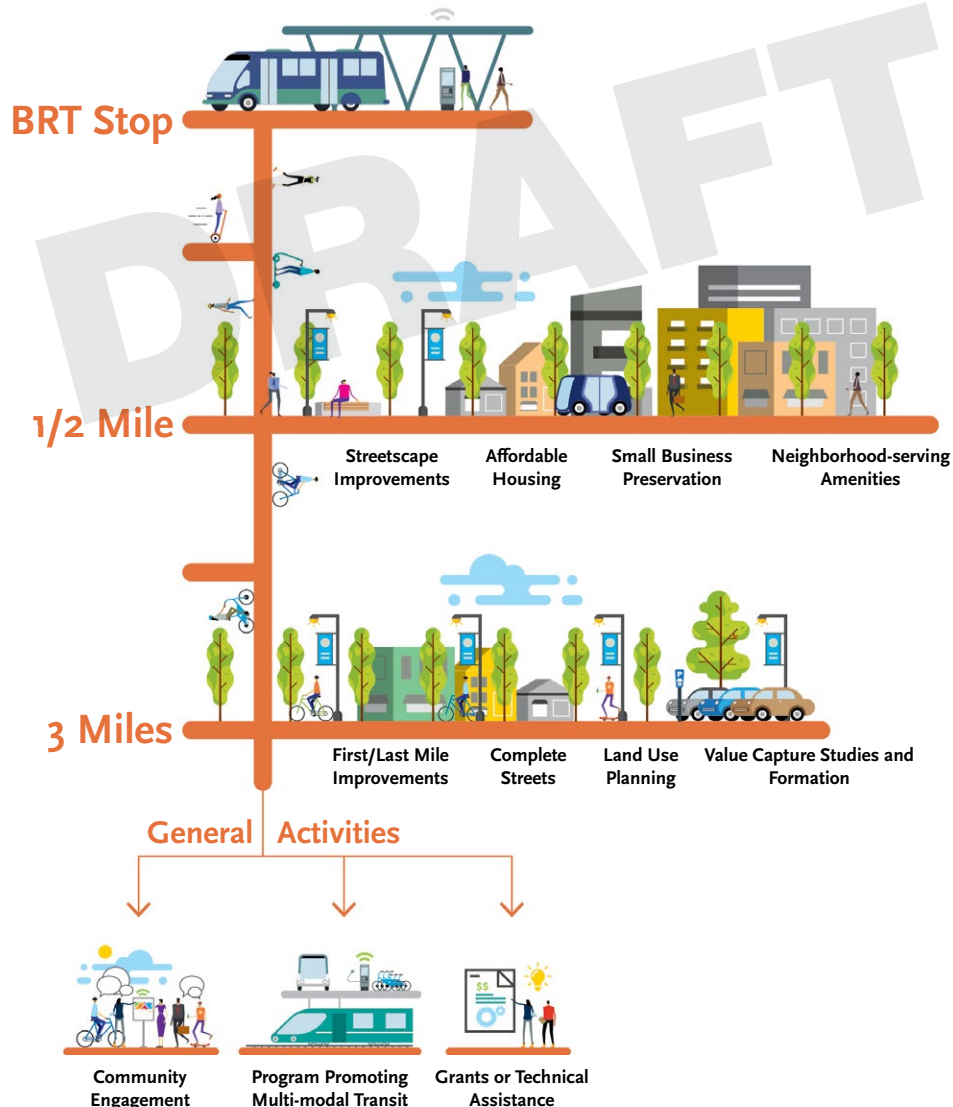 DRAFT
BRT Stop
1/2 Mile
Streetscape
Improvements
Affordable
Housing
Small Business
Preservation
Neighborhood-serving
Amenities
3 Miles
First/Last Mile
Improvements
Complete
Streets
Land Use
Planning
Value Capture Studies and
Formation
General Activities
$$
Community
Engagement
Program Promoting
Multi-modal Transit
Grants or Technical
Assistance